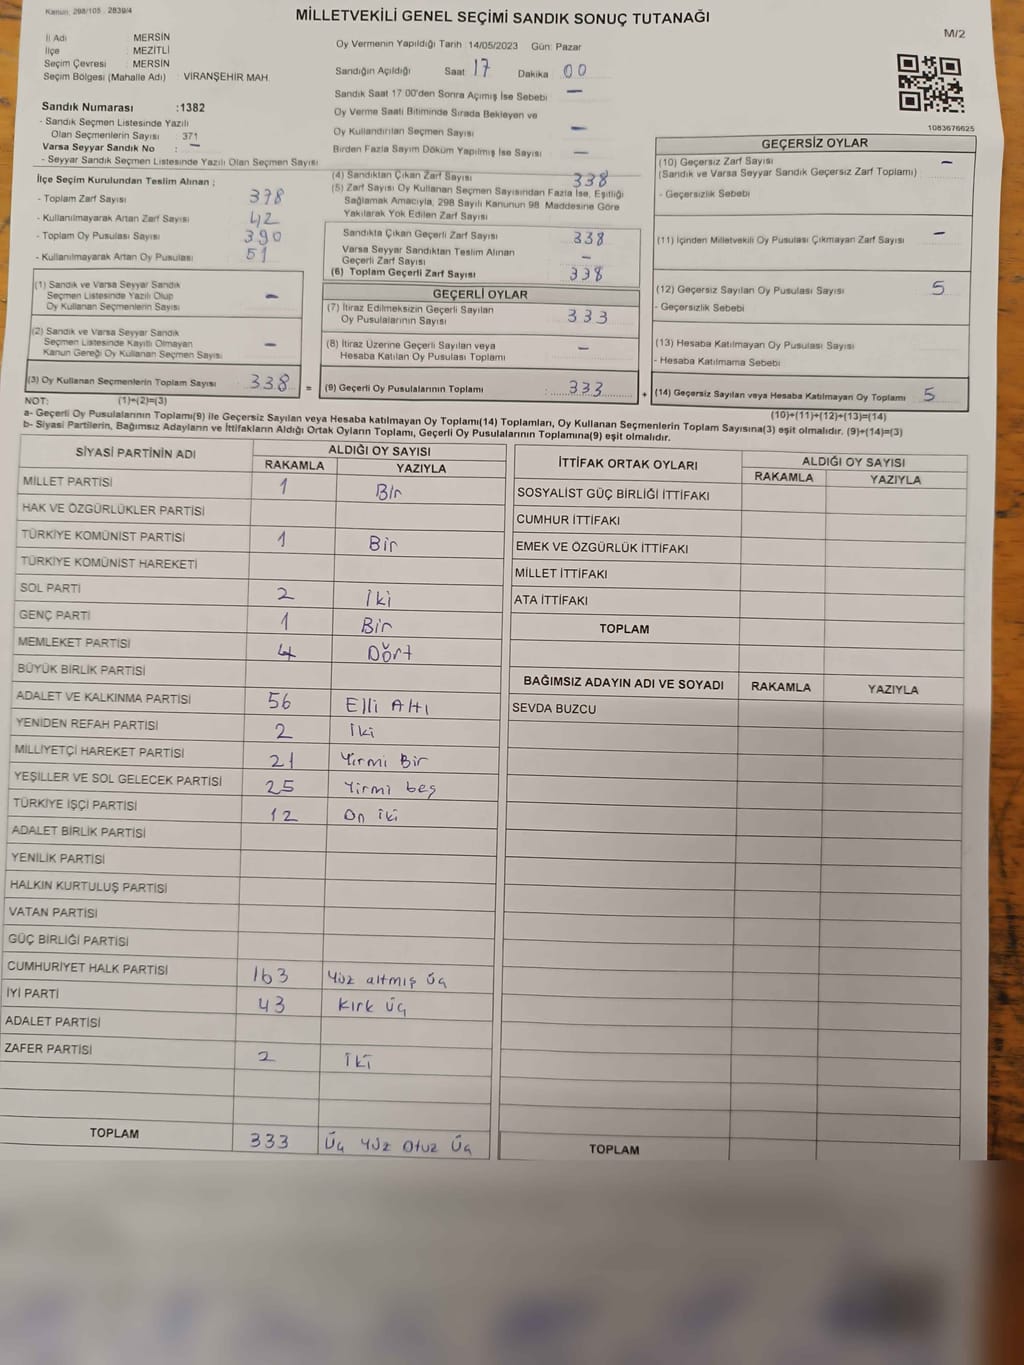 Kanun: 298/105 2839/4
MİLLETVEKİLİ GENEL SEÇİMİ SANDIK SONUÇ TUTANAĞI
M/2
İl Adı MERSİN
İlçe MEZİTLİ
Seçim Çevresi MERSİN
Seçim Bölgesi (Mahalle Adı) VİRANŞEHİR MAH.
Sandık Numarası :1382
- Sandık Seçmen Listesinde Yazılı
Olan Seçmenlerin Sayısı : 371
Varsa Seyyar Sandık No : –
- Seyyar Sandık Seçmen Listesinde Yazılı Olan Seçmen Sayısı
Oy Vermenin Yapıldığı Tarih :14/05/2023 Gün: Pazar
Sandığın Açıldığı Saat 17 Dakika 00
Sandık Saat 17:00'den Sonra Açımış İse Sebebi –
Oy Verme Saati Bitiminde Sırada Bekleyen ve
Oy Kullandırılan Seçmen Sayısı –
Birden Fazla Sayım Döküm Yapılmış İse Sayısı –
1083676625
İlçe Seçim Kurulundan Teslim Alınan ;
- Toplam Zarf Sayısı 378
- Kullanılmayarak Artan Zarf Sayısı 42
- Toplam Oy Pusulası Sayısı 390
- Kullanılmayarak Artan Oy Pusulası 51
(4) Sandıktan Çıkan Zarf Sayısı 338
(5) Zarf Sayısı Oy Kullanan Seçmen Sayısından Fazla İse, Eşitliği
Sağlamak Amacıyla, 298 Sayılı Kanunun 98. Maddesine Göre
Yakılarak Yok Edilen Zarf Sayısı
Sandıkta Çıkan Geçerli Zarf Sayısı 338
Varsa Seyyar Sandıktan Teslim Alınan
Geçerli Zarf Sayısı –
(6) Toplam Geçerli Zarf Sayısı 338
GEÇERSİZ OYLAR
(10) Geçersiz Zarf Sayısı –
(Sandık ve Varsa Seyyar Sandık Geçersiz Zarf Toplamı)
- Geçersizlik Sebebi
(11) İçinden Milletvekili Oy Pusulası Çıkmayan Zarf Sayısı –
(12) Geçersiz Sayılan Oy Pusulası Sayısı 5
- Geçersizlik Sebebi
(13) Hesaba Katılmayan Oy Pusulası Sayısı
- Hesaba Katılmama Sebebi
(14) Geçersiz Sayılan veya Hesaba Katılmayan Oy Toplamı 5
(10)+(11)+(12)+(13)=(14)
(1) Sandık ve Varsa Seyyar Sandık
Seçmen Listesinde Yazılı Olup
Oy Kullanan Seçmenlerin Sayısı –
(2) Sandık ve Varsa Seyyar Sandık
Seçmen Listesinde Kayıtlı Olmayan
Kanun Gereği Oy Kullanan Seçmen Sayısı –
(3) Oy Kullanan Seçmenlerin Toplam Sayısı 338 =
GEÇERLİ OYLAR
(7) İtiraz Edilmeksizin Geçerli Sayılan
Oy Pusulalarının Sayısı 333
(8) İtiraz Üzerine Geçerli Sayılan veya
Hesaba Katılan Oy Pusulası Toplamı –
(9) Geçerli Oy Pusulalarının Toplamı : 333 +
NOT: (1)+(2)=(3)
a- Geçerli Oy Pusulalarının Toplamı(9) ile Geçersiz Sayılan veya Hesaba katılmayan Oy Toplamı(14) Toplamları, Oy Kullanan Seçmenlerin Toplam Sayısına(3) eşit olmalıdır. (9)+(14)=(3)
b- Siyasi Partilerin, Bağımsız Adayların ve İttifakların Aldığı Ortak Oyların Toplamı, Geçerli Oy Pusulalarının Toplamına(9) eşit olmalıdır.
SİYASİ PARTİNİN ADI ALDIĞI OY SAYISI
RAKAMLA YAZIYLA
MİLLET PARTİSİ 1 Bir
HAK VE ÖZGÜRLÜKLER PARTİSİ
TÜRKİYE KOMÜNİST PARTİSİ 1 Bir
TÜRKİYE KOMÜNİST HAREKETİ
SOL PARTİ 2 iki
GENÇ PARTİ 1 Bir
MEMLEKET PARTİSİ 4 Dört
BÜYÜK BİRLİK PARTİSİ
ADALET VE KALKINMA PARTİSİ 56 Elli Altı
YENİDEN REFAH PARTİSİ 2 iki
MİLLİYETÇİ HAREKET PARTİSİ 21 Yirmi Bir
YEŞİLLER VE SOL GELECEK PARTİSİ 25 Yirmi beş
TÜRKİYE İŞÇİ PARTİSİ 12 On iki
ADALET BİRLİK PARTİSİ
YENİLİK PARTİSİ
HALKIN KURTULUŞ PARTİSİ
VATAN PARTİSİ
GÜÇ BİRLİĞİ PARTİSİ
CUMHURİYET HALK PARTİSİ 163 Yüz altmış üç
İYİ PARTİ 43 Kırk üç
ADALET PARTİSİ
ZAFER PARTİSİ 2 iki
TOPLAM 333 Üç Yüz Otuz Üç
İTTİFAK ORTAK OYLARI ALDIĞI OY SAYISI
RAKAMLA YAZIYLA
SOSYALİST GÜÇ BİRLİĞİ İTTİFAKI
CUMHUR İTTİFAKI
EMEK VE ÖZGÜRLÜK İTTİFAKI
MİLLET İTTİFAKI
ATA İTTİFAKI
TOPLAM
BAĞIMSIZ ADAYIN ADI VE SOYADI RAKAMLA YAZIYLA
SEVDA BUZCU
TOPLAM